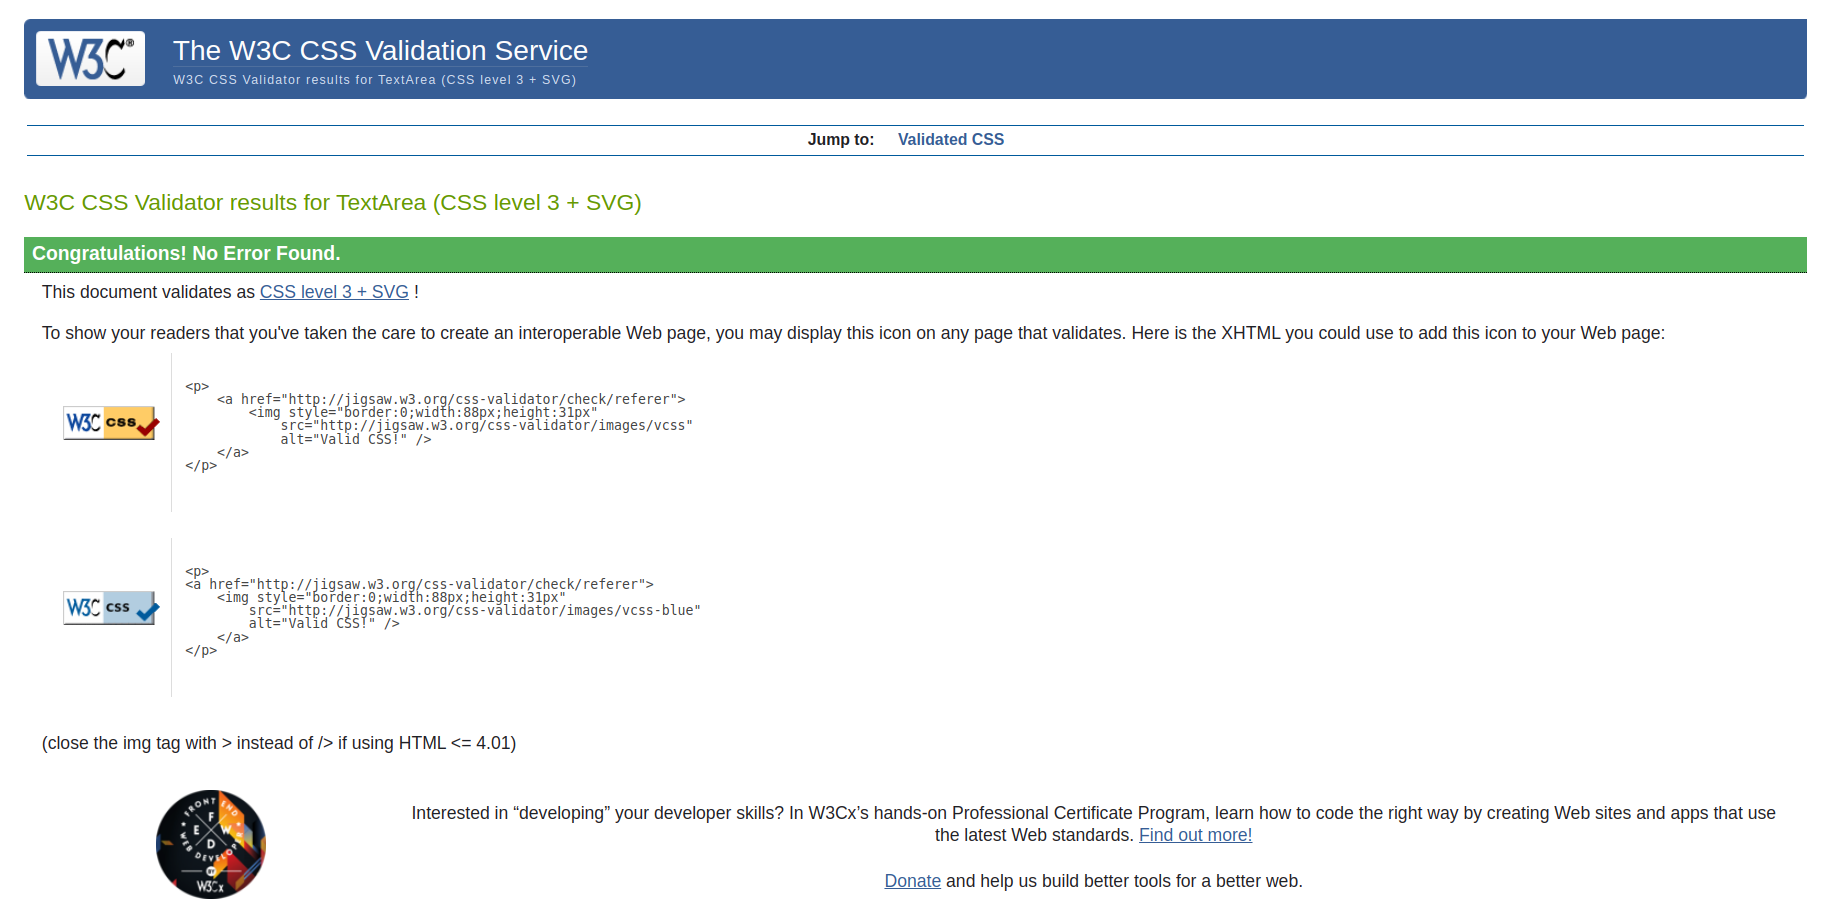 W3C®
The W3C CSS Validation Service
W3C CSS Validator results for TextArea (CSS level 3 + SVG)
Jump to: Validated CSS
W3C CSS Validator results for TextArea (CSS level 3 + SVG)
Congratulations! No Error Found.
This document validates as CSS level 3 + SVG !
To show your readers that you've taken the care to create an interoperable Web page, you may display this icon on any page that validates. Here is the XHTML you could use to add this icon to your Web page:
W3C css
<p>
    <a href="http://jigsaw.w3.org/css-validator/check/referer">
        <img style="border:0;width:88px;height:31px"
            src="http://jigsaw.w3.org/css-validator/images/vcss"
            alt="Valid CSS!" />
    </a>
</p>
W3C css
<p>
<a href="http://jigsaw.w3.org/css-validator/check/referer">
    <img style="border:0;width:88px;height:31px"
        src="http://jigsaw.w3.org/css-validator/images/vcss-blue"
        alt="Valid CSS!" />
    </a>
</p>
(close the img tag with > instead of /> if using HTML <= 4.01)
FRONT END
F E W D
WEB DEVELOPER
BY
W3Cx
Interested in “developing” your developer skills? In W3Cx’s hands-on Professional Certificate Program, learn how to code the right way by creating Web sites and apps that use
the latest Web standards. Find out more!
Donate and help us build better tools for a better web.